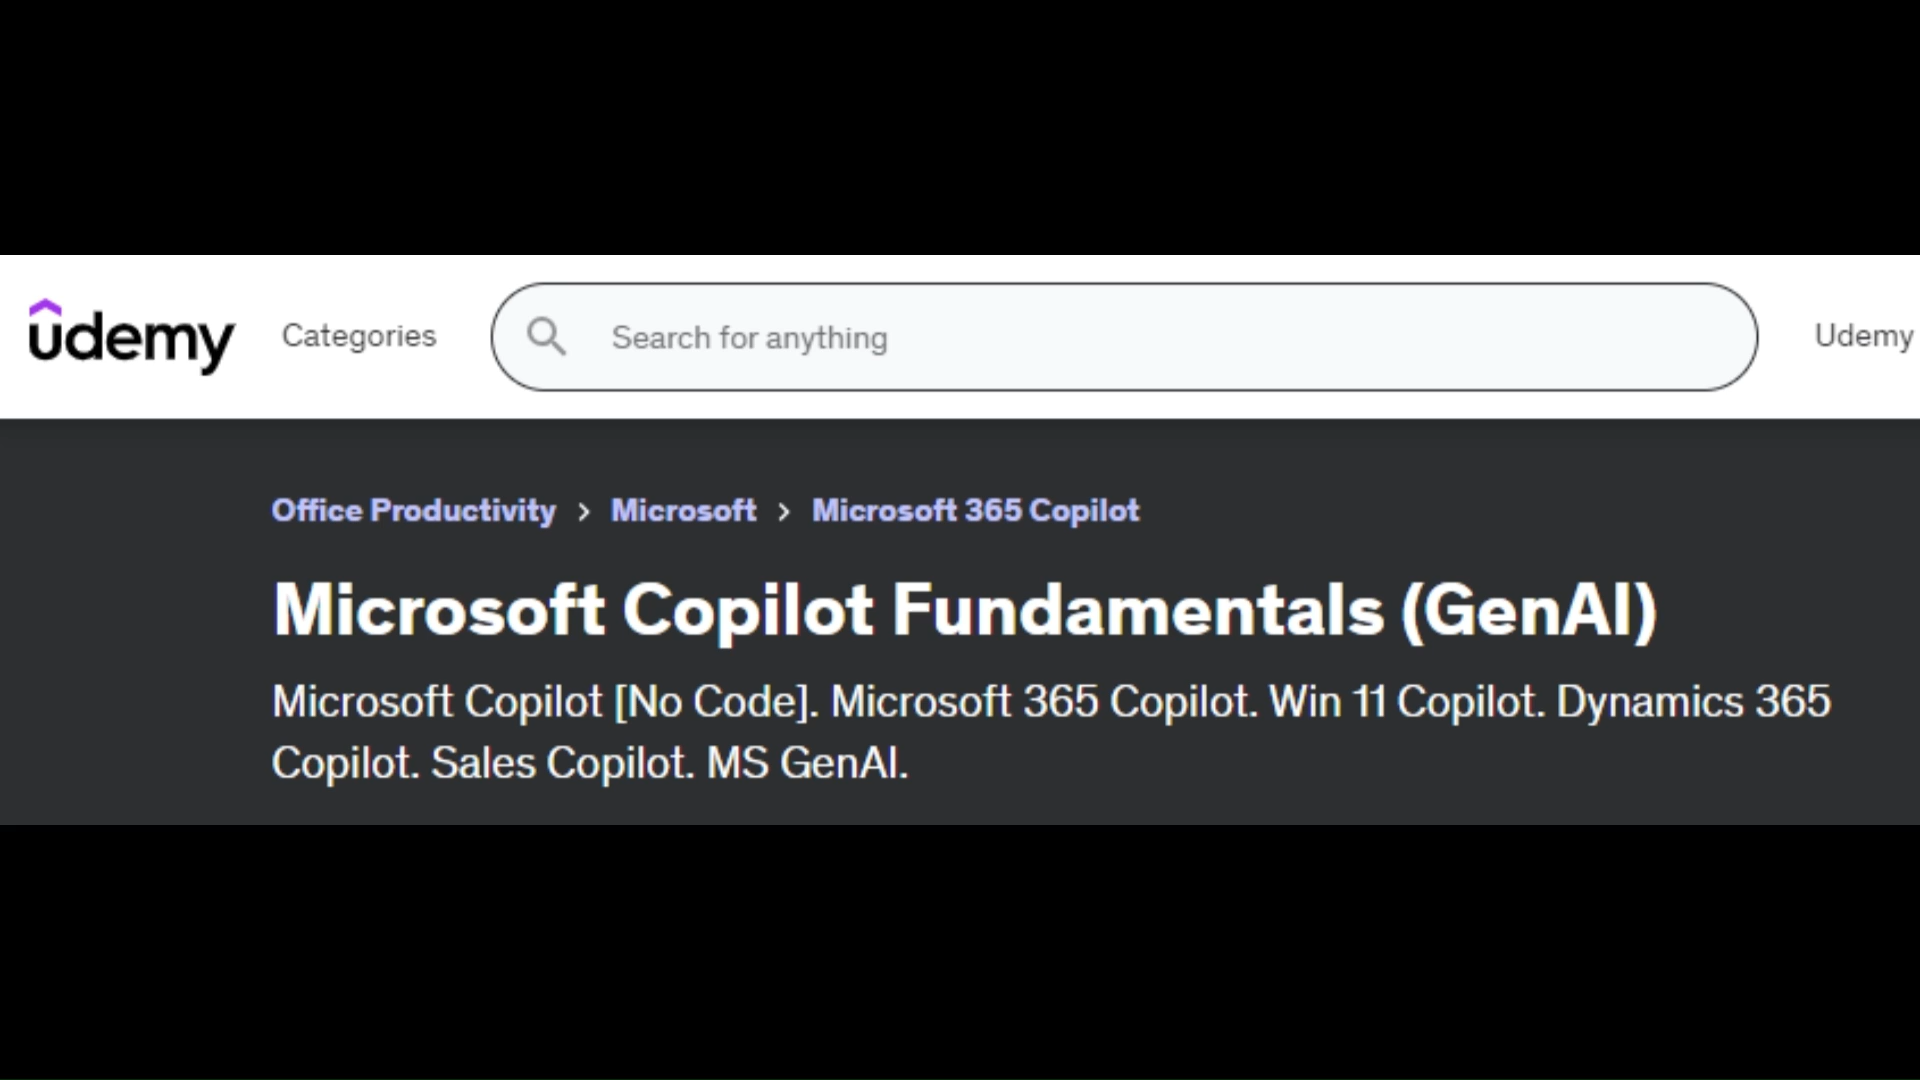 udemy Categories Search for anything Udemy
Office Productivity > Microsoft > Microsoft 365 Copilot
Microsoft Copilot Fundamentals (GenAI)
Microsoft Copilot [No Code]. Microsoft 365 Copilot. Win 11 Copilot. Dynamics 365
Copilot. Sales Copilot. MS GenAI.